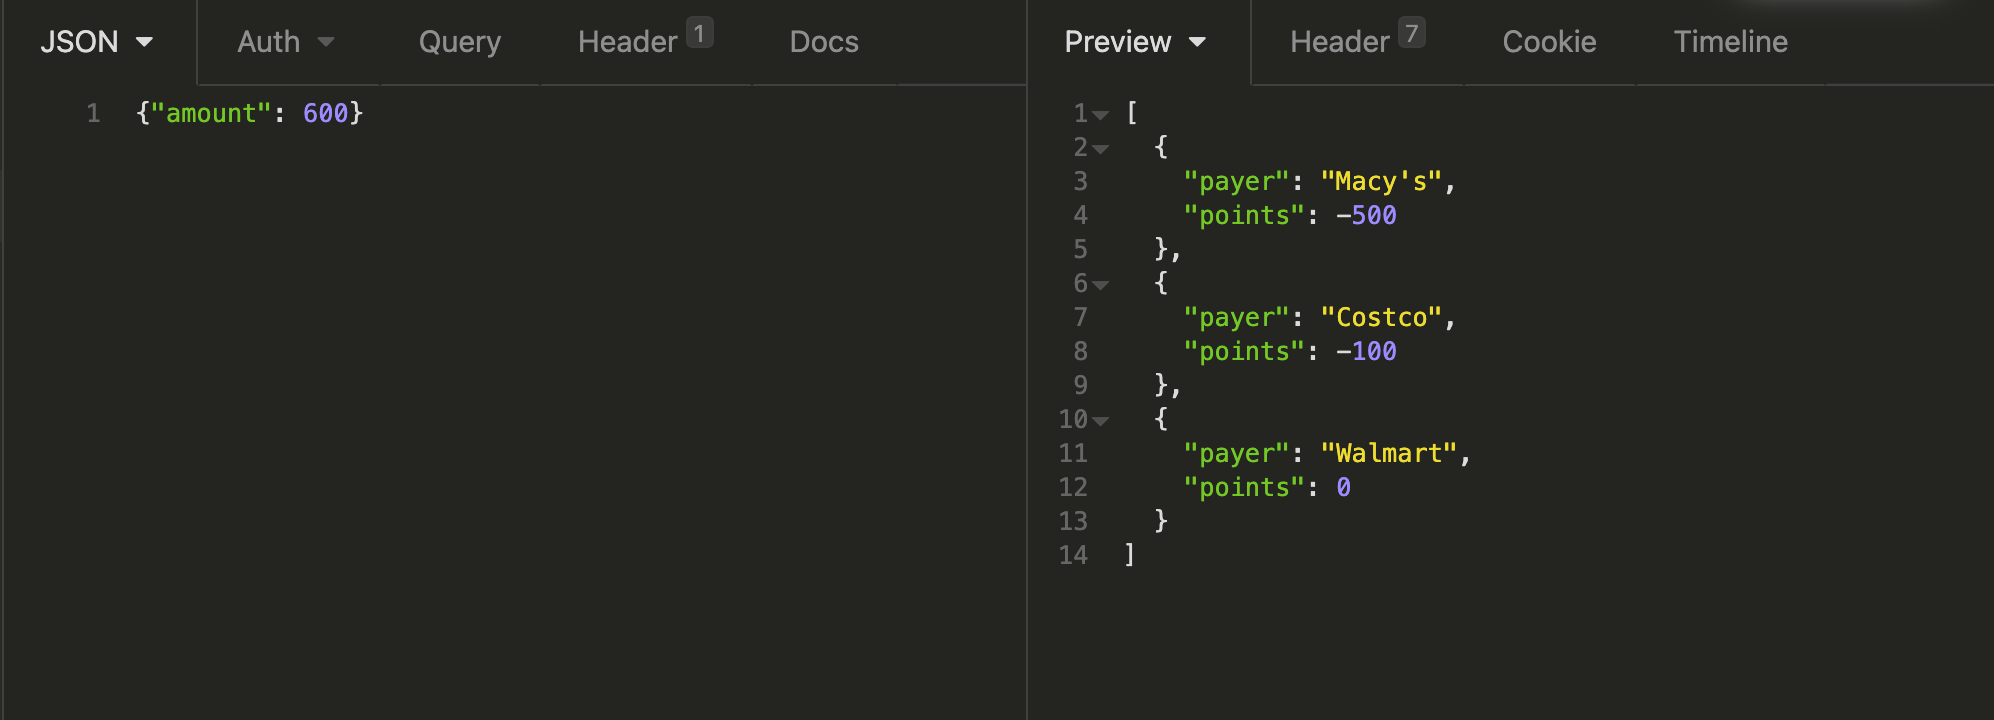 JSON Auth Query Header 1 Docs
1 {"amount": 600}
Preview Header 7 Cookie Timeline
1 [
2 {
3 "payer": "Macy's",
4 "points": -500
5 },
6 {
7 "payer": "Costco",
8 "points": -100
9 },
10 {
11 "payer": "Walmart",
12 "points": 0
13 }
14 ]